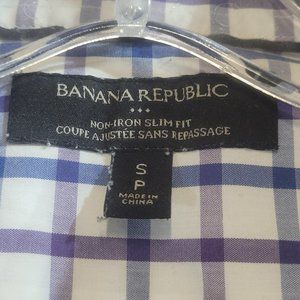 BANANA REPUBLIC
NON-IRON SLIM FIT
COUPE AJUSTÉE SANS REPASSAGE
S
P
MADE IN
CHINA